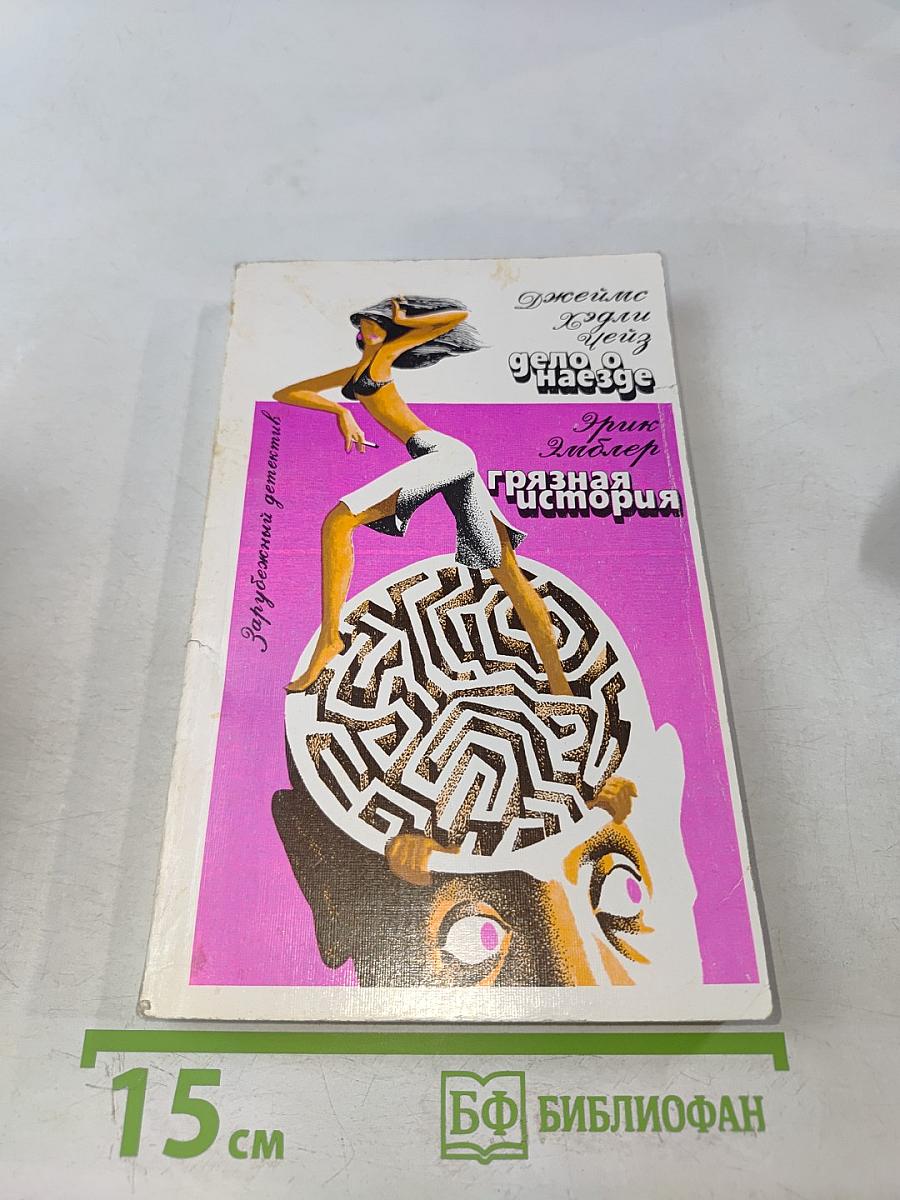 Джеймс
Хэдли
Чейз
дело о
наезде
Эрик
Эмблер
грязная
история
Зарубежный детектив
15 см
БФ БИБЛИОФАН